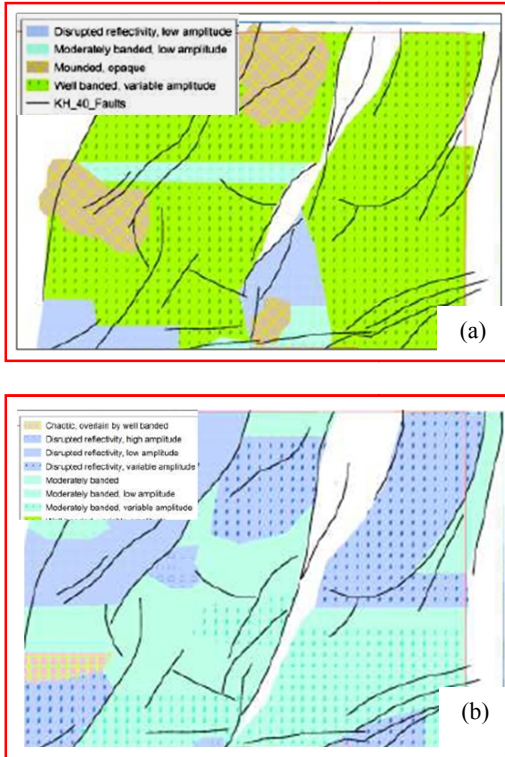 Disrupted reflectivity, low amplitude
Moderately banded, low amplitude
Mounded, opaque
Well banded, variable amplitude
KH_40_Faults
(a)
Chaotic, overlain by well banded
Disrupted reflectivity, high amplitude
Disrupted reflectivity, low amplitude
Disrupted reflectivity, variable amplitude
Moderately banded
Moderately banded, low amplitude
Moderately banded, variable amplitude
(b)